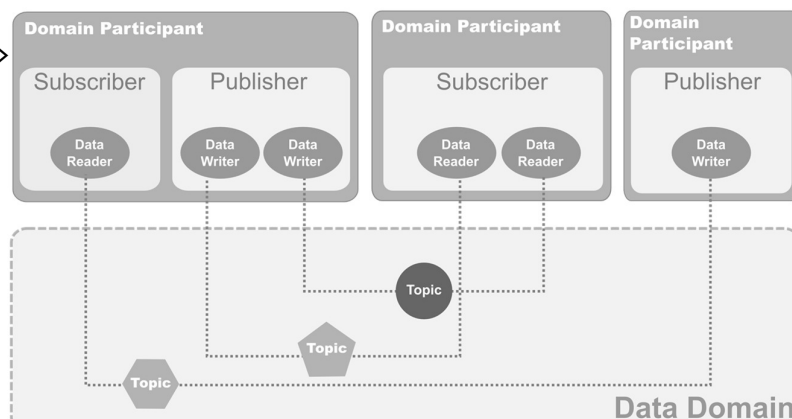 Domain Participant
Domain Participant
Domain
Participant
Subscriber
Publisher
Subscriber
Publisher
Data
Reader
Data
Writer
Data
Writer
Data
Reader
Data
Reader
Data
Writer
Topic
Topic
Topic
Data Domain